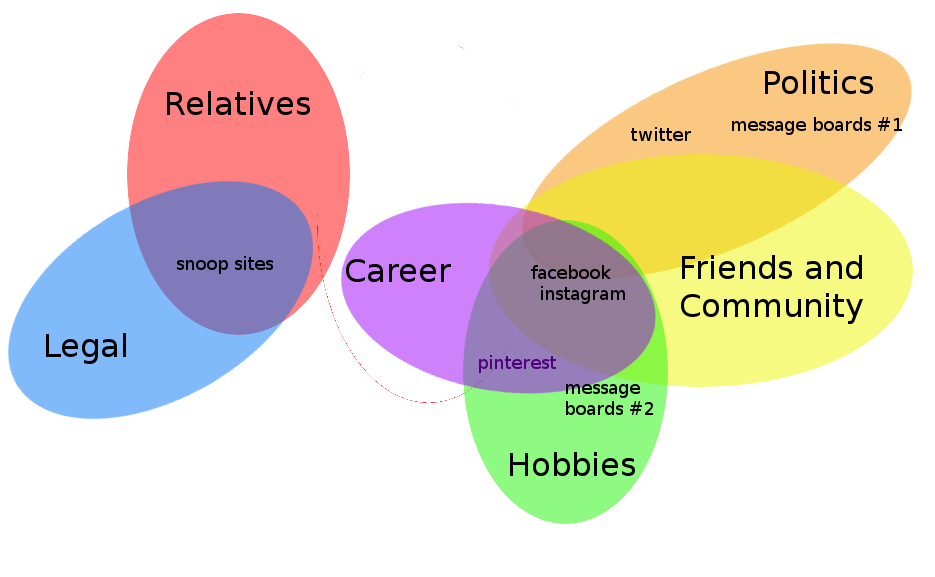 Relatives
Politics
message boards #1
twitter
snoop sites
Career
facebook
instagram
Friends and
Community
Legal
pinterest
message
boards #2
Hobbies